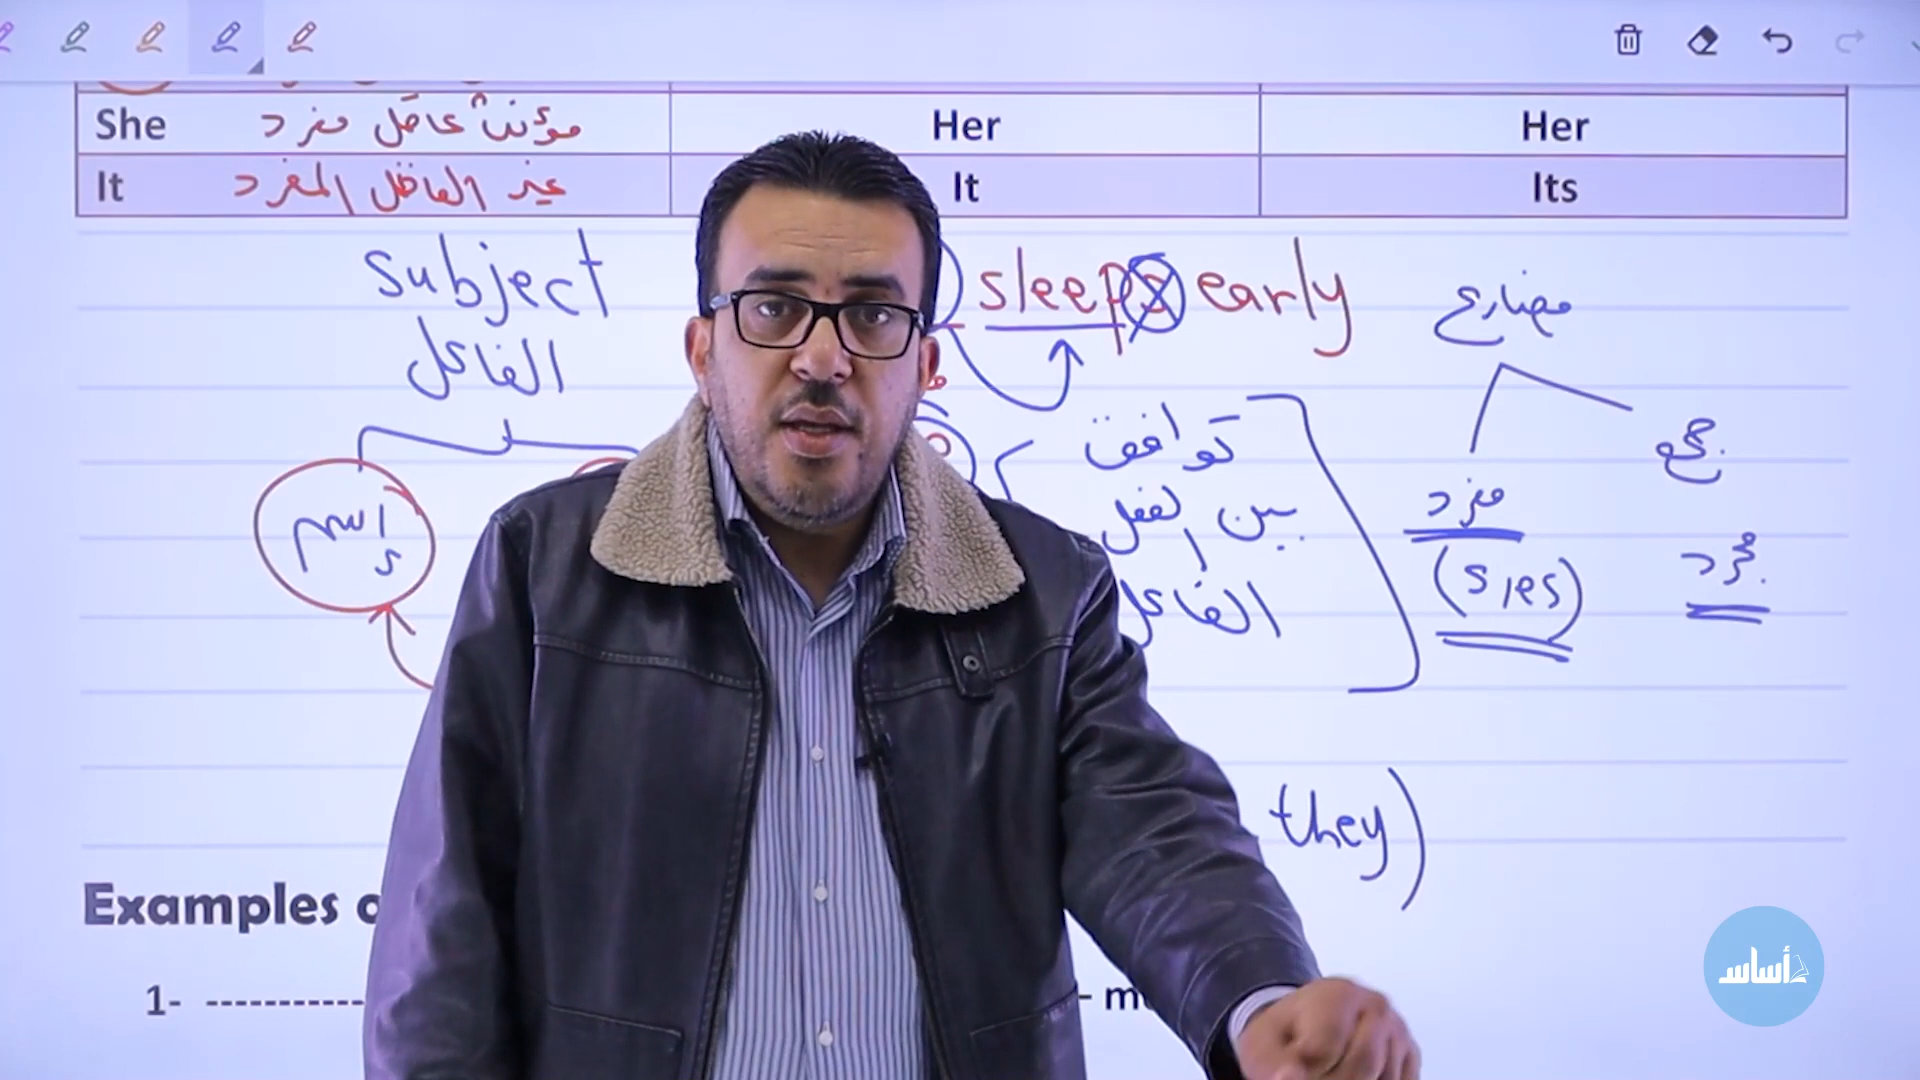 She مؤنث عاقل مفرد Her Her
It غير العاقل المفرد It Its
subject
الفاعل
sleeps early
اسم
توافق
بين الفعل
الفاعل
مضارع
مفرد
جمع
(s, es)
مجرد
they)
Examples
1- --------------
أساس